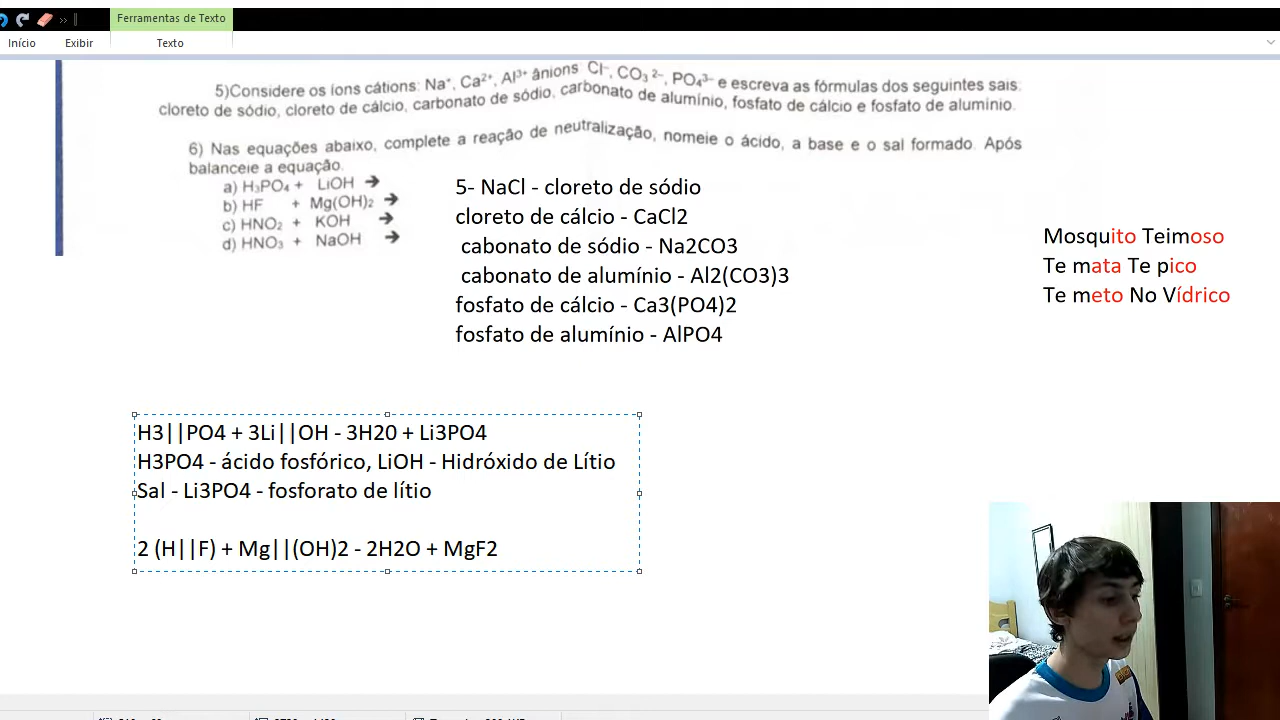 Ferramentas de Texto
Início Exibir Texto
5)Considere os íons cátions: Na⁺, Ca²⁺, Al³⁺ ânions: Cl⁻, CO₃²⁻, PO₄³⁻ e escreva as fórmulas dos seguintes sais:
cloreto de sódio, cloreto de cálcio, carbonato de sódio, carbonato de alumínio, fosfato de cálcio e fosfato de alumínio.
6) Nas equações abaixo, complete a reação de neutralização, nomeie o ácido, a base e o sal formado. Após
balanceie a equação.
a) H₃PO₄ + LiOH →
b) HF + Mg(OH)₂ →
c) HNO₂ + KOH →
d) HNO₃ + NaOH →
5- NaCl - cloreto de sódio
cloreto de cálcio - CaCl2
cabonato de sódio - Na2CO3
cabonato de alumínio - Al2(CO3)3
fosfato de cálcio - Ca3(PO4)2
fosfato de alumínio - AlPO4
Mosquito Teimoso
Te mata Te pico
Te meto No Vídrico
H3||PO4 + 3Li||OH - 3H20 + Li3PO4
H3PO4 - ácido fosfórico, LiOH - Hidróxido de Lítio
Sal - Li3PO4 - fosforato de lítio
2 (H||F) + Mg||(OH)2 - 2H2O + MgF2